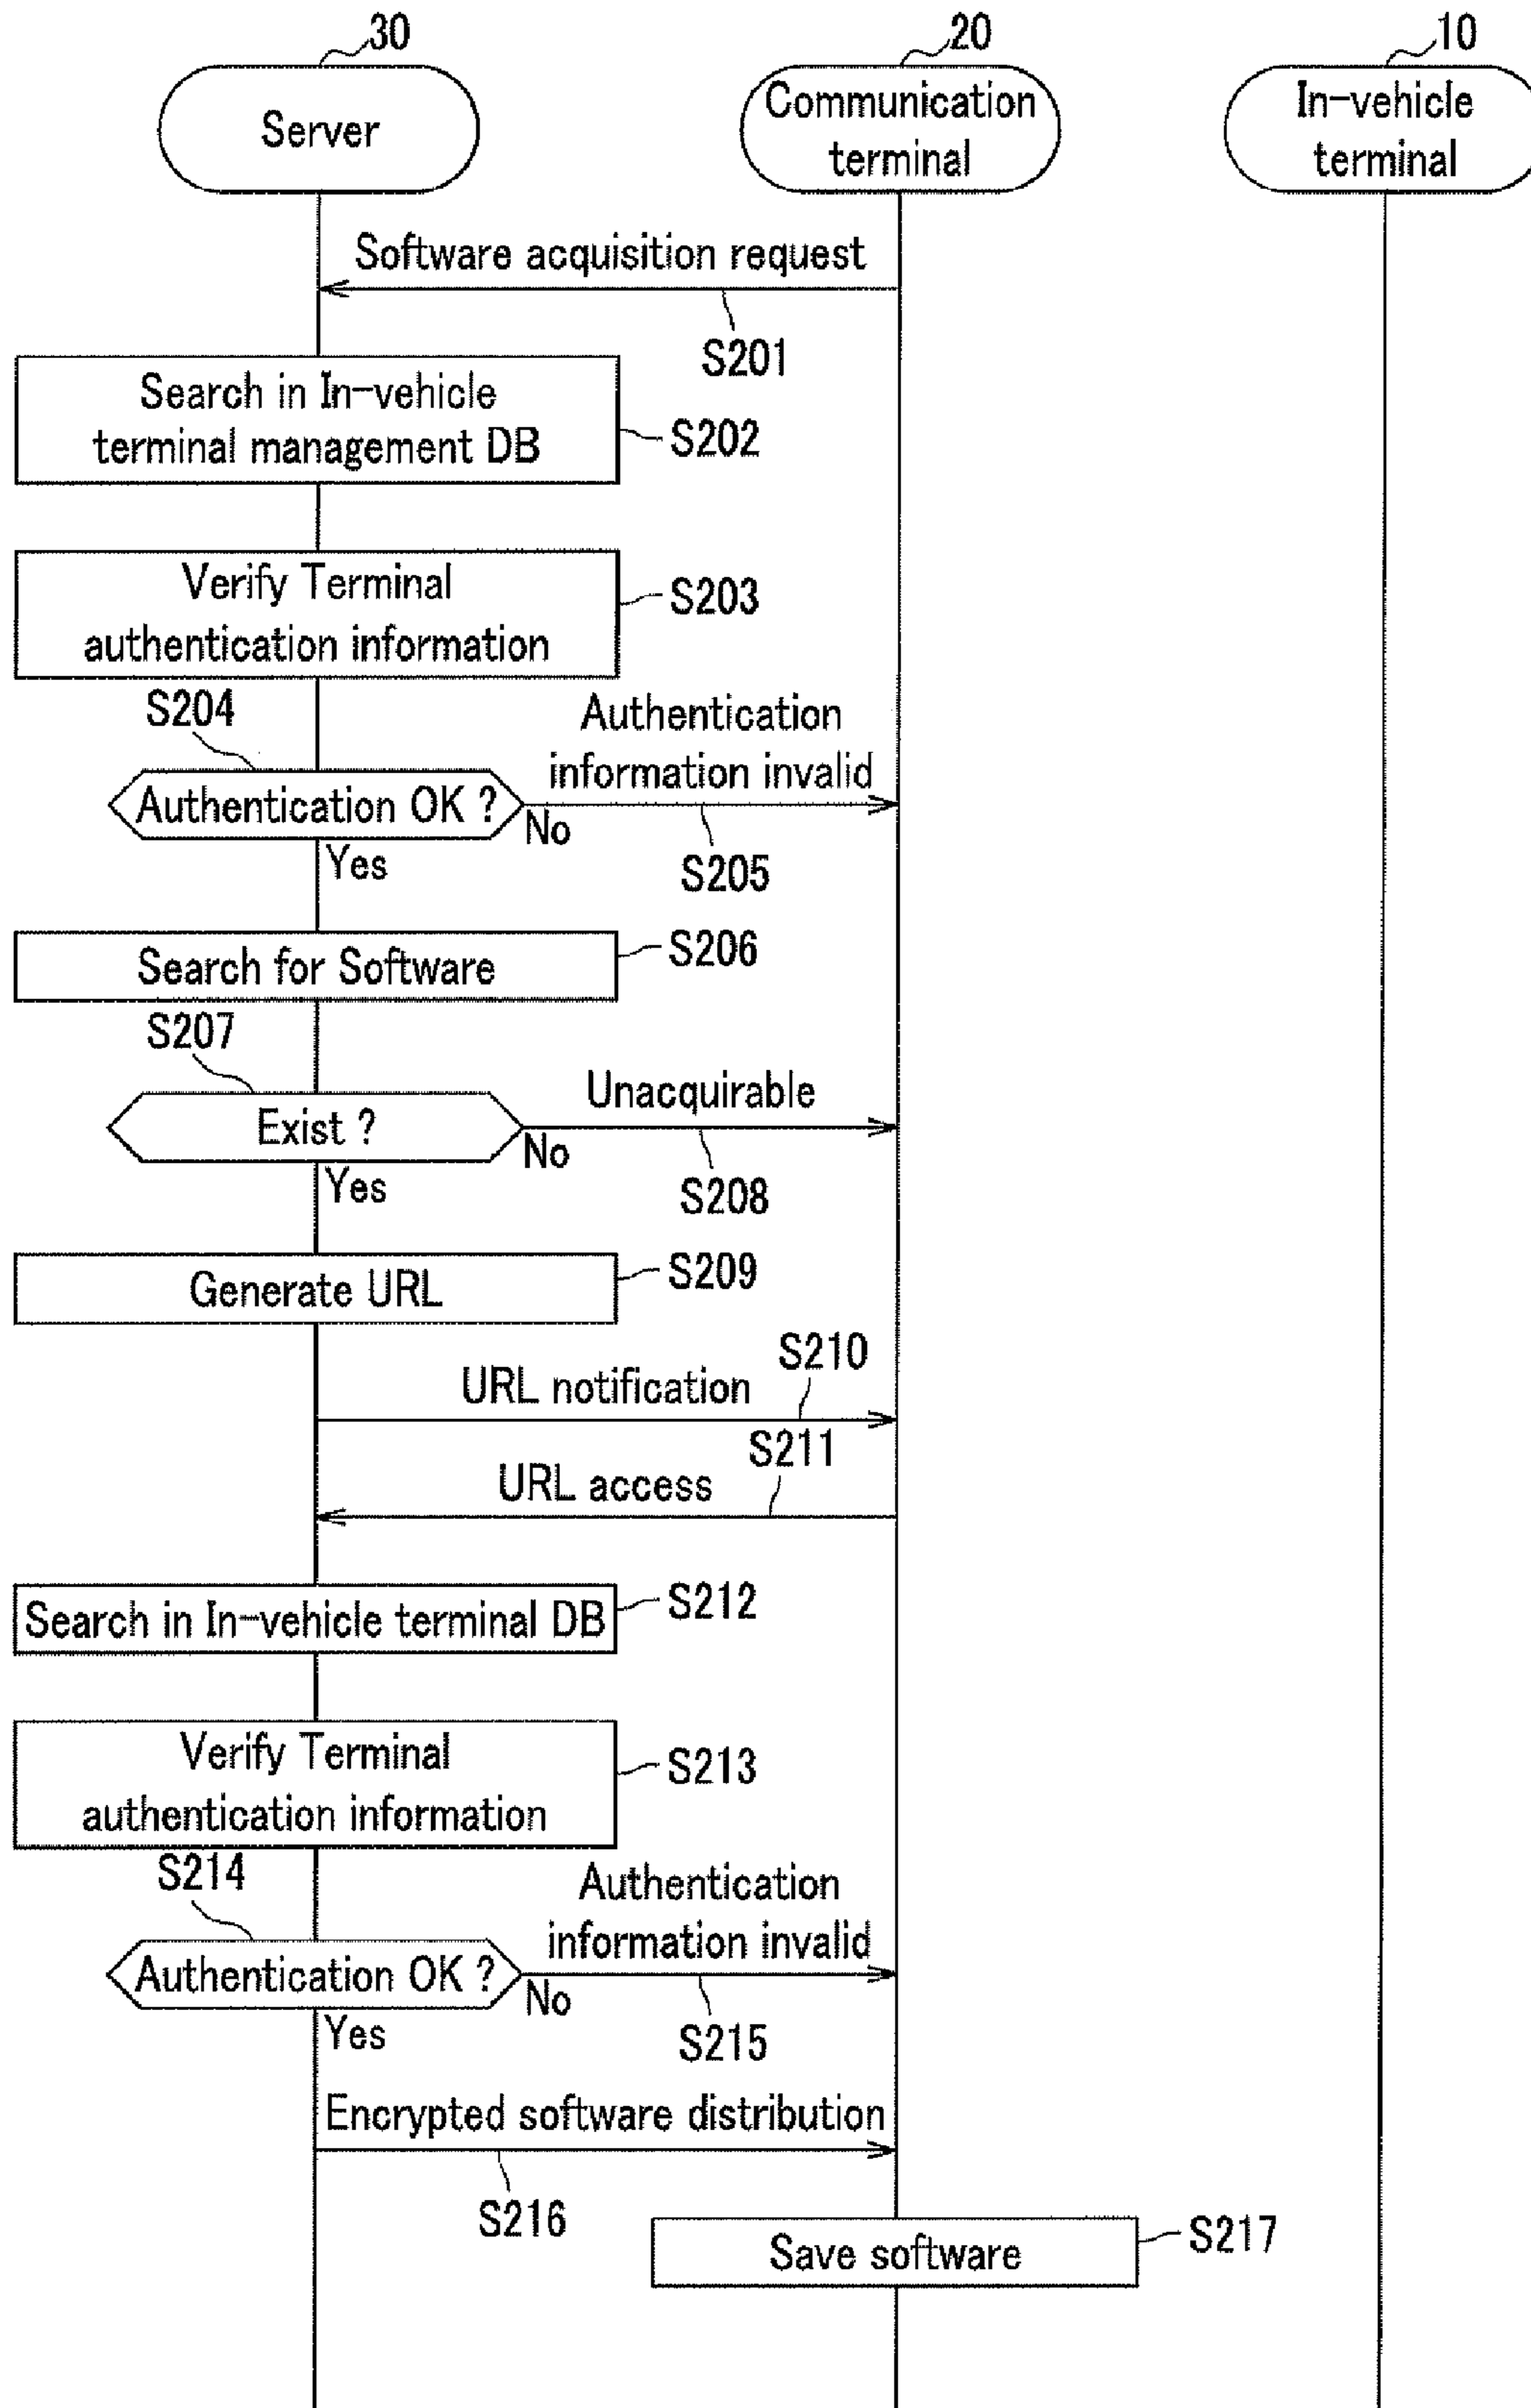 30
20
10
Server
Communication
terminal
In-vehicle
terminal
Software acquisition request
S201
Search in In-vehicle
terminal management DB
S202
Verify Terminal
authentication information
S203
S204
Authentication
information invalid
Authentication OK ?
No
Yes
S205
Search for Software
S206
S207
Unacquirable
Exist ?
No
Yes
S208
Generate URL
S209
S210
URL notification
S211
URL access
Search in In-vehicle terminal DB
S212
Verify Terminal
authentication information
S213
S214
Authentication
information invalid
Authentication OK ?
No
Yes
S215
Encrypted software distribution
S216
Save software
S217